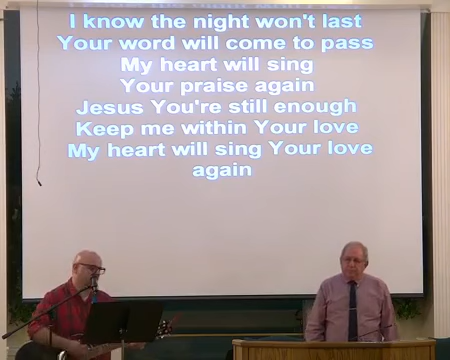 I know the night won't last
Your word will come to pass
My heart will sing
Your praise again
Jesus You're still enough
Keep me within Your love
My heart will sing Your love
again